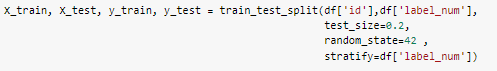 X_train, X_test, y_train, y_test = train_test_split(df['id'],df['label_num'],
test_size=0.2,
random_state=42 ,
stratify=df['label_num'])